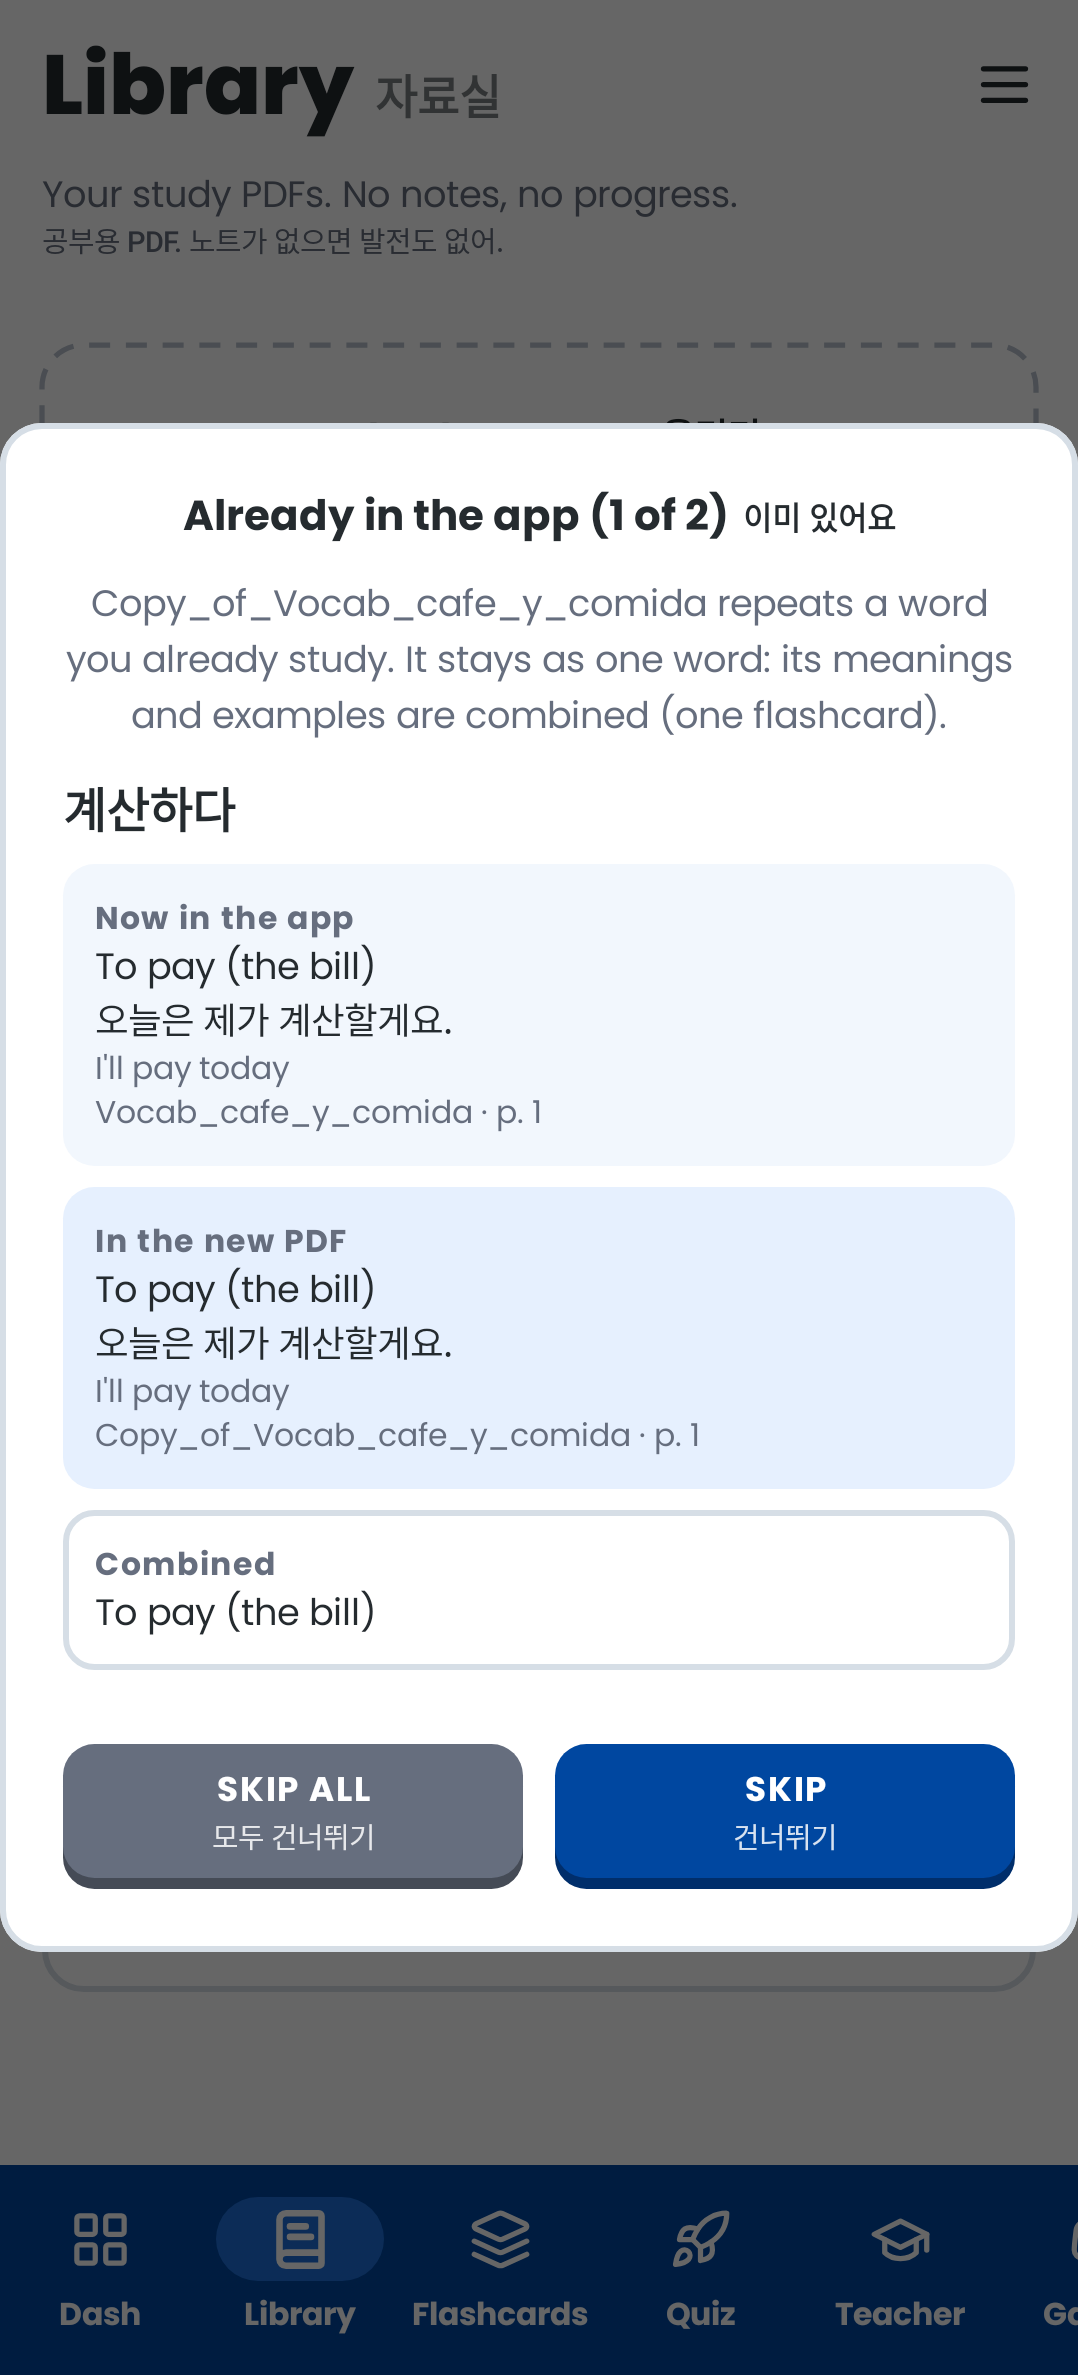 Library 자료실
Your study PDFs. No notes, no progress.
공부용 PDF. 노트가 없으면 발전도 없어.
Already in the app (1 of 2) 이미 있어요
Copy_of_Vocab_cafe_y_comida repeats a word
you already study. It stays as one word: its meanings
and examples are combined (one flashcard).
계산하다
Now in the app
To pay (the bill)
오늘은 제가 계산할게요.
I'll pay today
Vocab_cafe_y_comida · p. 1
In the new PDF
To pay (the bill)
오늘은 제가 계산할게요.
I'll pay today
Copy_of_Vocab_cafe_y_comida · p. 1
Combined
To pay (the bill)
SKIP ALL
모두 건너뛰기
SKIP
건너뛰기
Dash
Library
Flashcards
Quiz
Teacher